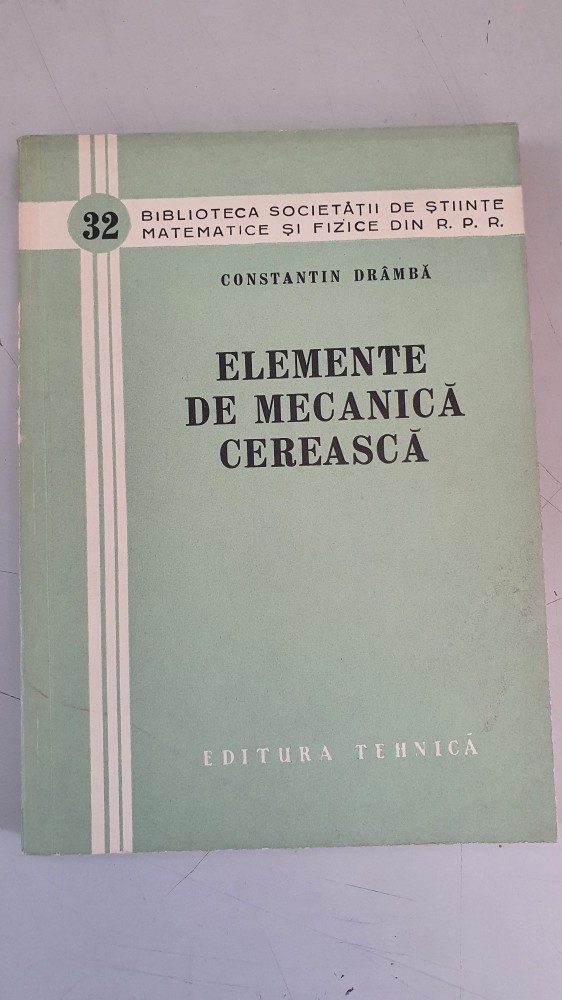 32
BIBLIOTECA SOCIETĂȚII DE ȘTIINȚE
MATEMATICE ȘI FIZICE DIN R. P. R.
CONSTANTIN DRÂMBĂ
ELEMENTE
DE MECANICĂ
CEREASCĂ
EDITURA TEHNICĂ